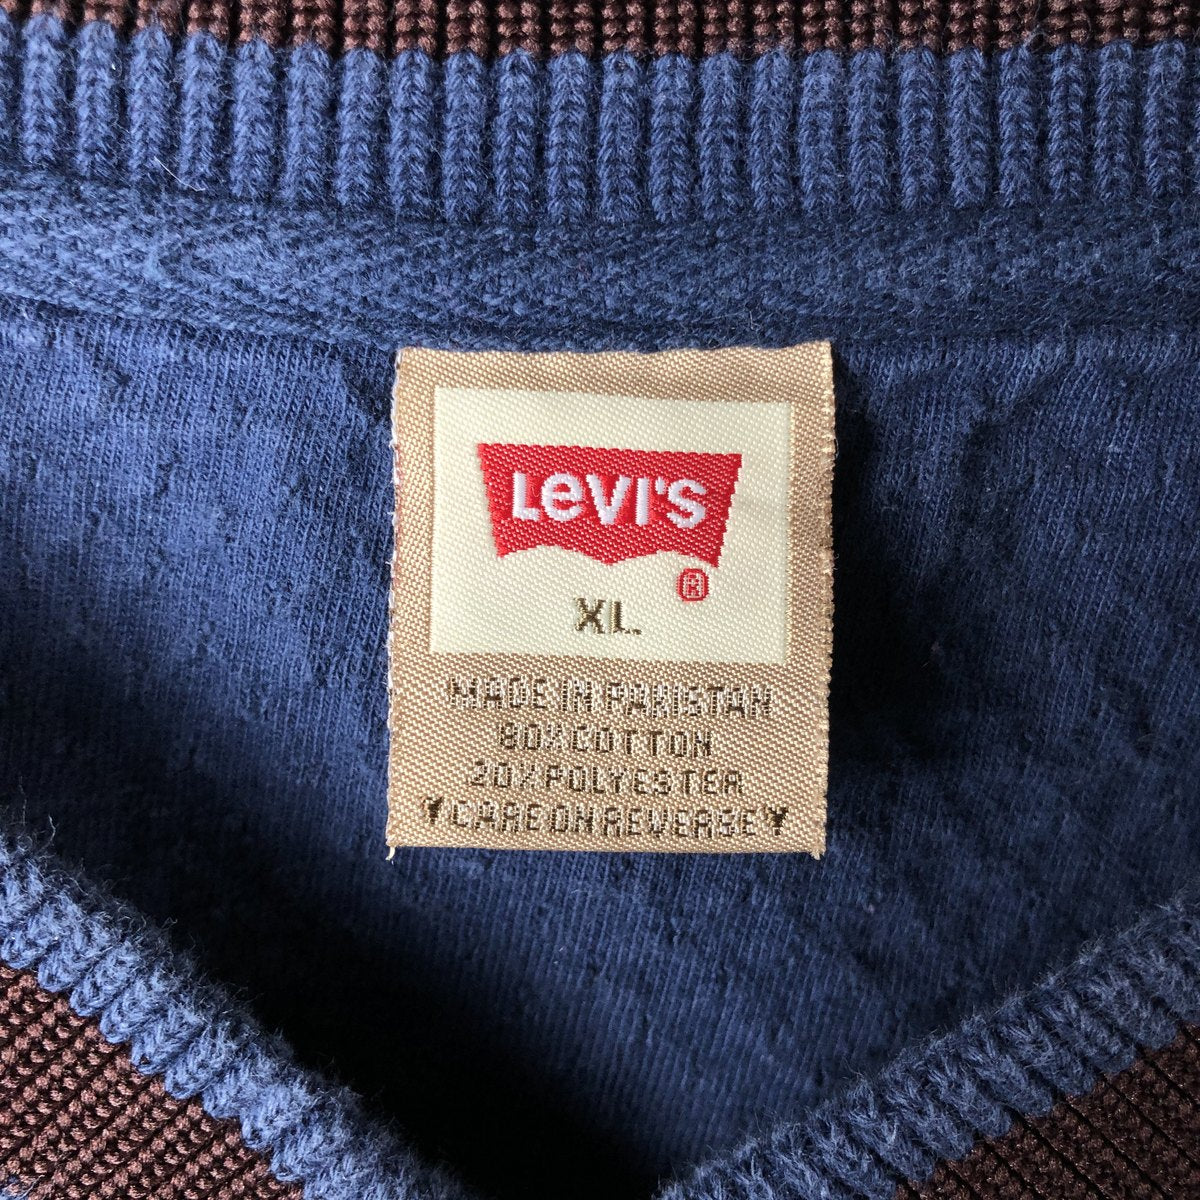 LEVI'S
®
XL
MADE IN PAKISTAN
80% COTTON
20% POLYESTER
CARE ON REVERSE